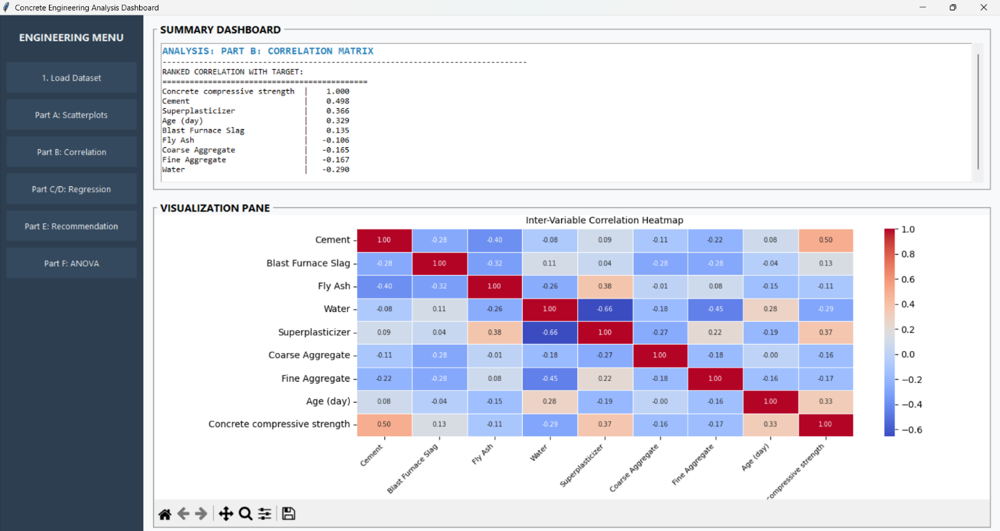 Concrete Engineering Analysis Dashboard
ENGINEERING MENU
1. Load Dataset
Part A: Scatterplots
Part B: Correlation
Part C/D: Regression
Part E: Recommendation
Part F: ANOVA
SUMMARY DASHBOARD
ANALYSIS: PART B: CORRELATION MATRIX
--------------------------------------------------------------------------------
RANKED CORRELATION WITH TARGET:
=============================================
Concrete compressive strength | 1.000
Cement | 0.498
Superplasticizer | 0.366
Age (day) | 0.329
Blast Furnace Slag | 0.135
Fly Ash | -0.106
Coarse Aggregate | -0.165
Fine Aggregate | -0.167
Water | -0.290
VISUALIZATION PANE
Inter-Variable Correlation Heatmap
Cement 1.00 -0.28 -0.40 -0.08 0.09 -0.11 -0.22 0.08 0.50
Blast Furnace Slag -0.28 1.00 -0.32 0.11 0.04 -0.28 -0.28 -0.04 0.13
Fly Ash -0.40 -0.32 1.00 -0.26 0.38 -0.01 0.08 -0.15 -0.11
Water -0.08 0.11 -0.26 1.00 -0.66 -0.18 -0.45 0.28 -0.29
Superplasticizer 0.09 0.04 0.38 -0.66 1.00 -0.27 0.22 -0.19 0.37
Coarse Aggregate -0.11 -0.28 -0.01 -0.18 -0.27 1.00 -0.18 -0.00 -0.16
Fine Aggregate -0.22 -0.28 0.08 -0.45 0.22 -0.18 1.00 -0.16 -0.17
Age (day) 0.08 -0.04 -0.15 0.28 -0.19 -0.00 -0.16 1.00 0.33
Concrete compressive strength 0.50 0.13 -0.11 -0.29 0.37 -0.16 -0.17 0.33 1.00
Cement
Blast Furnace Slag
Fly Ash
Water
Superplasticizer
Coarse Aggregate
Fine Aggregate
Age (day)
compressive strength
1.0
0.8
0.6
0.4
0.2
0.0
−0.2
−0.4
−0.6